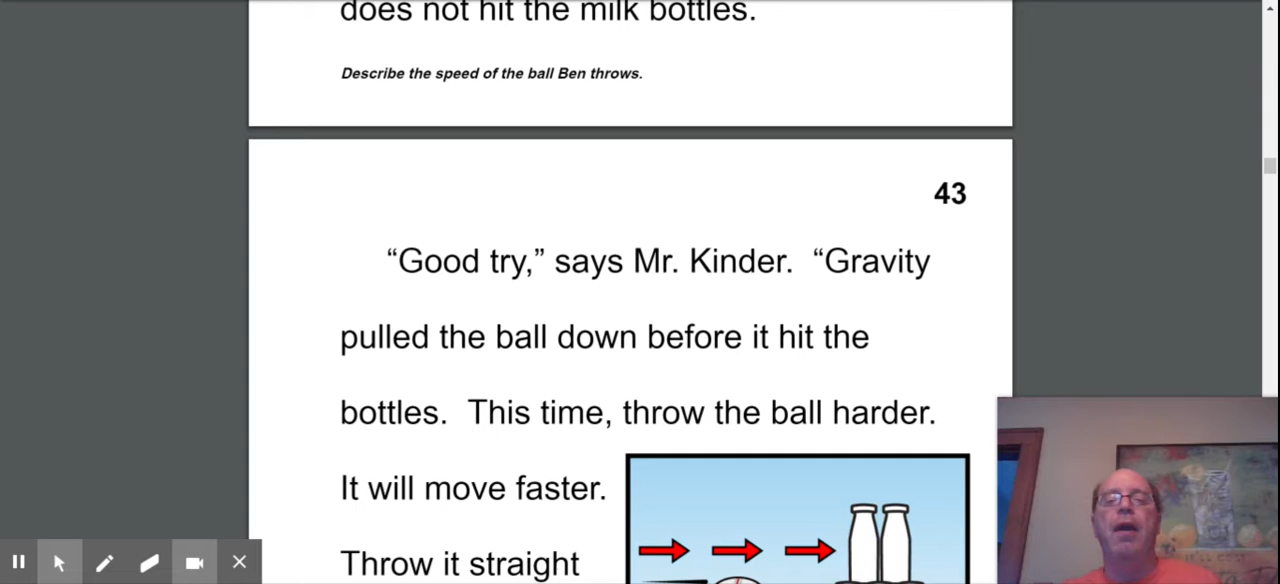 does not hit the milk bottles.
Describe the speed of the ball Ben throws.
43
“Good try,” says Mr. Kinder.  “Gravity
pulled the ball down before it hit the
bottles.  This time, throw the ball harder.
It will move faster.
Throw it straight